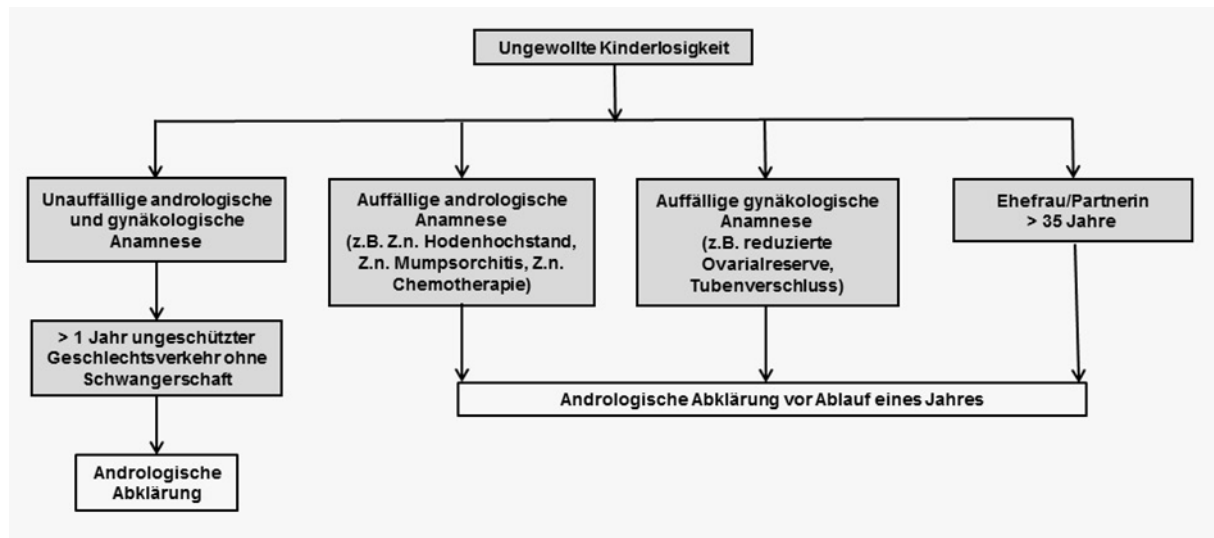 Ungewollte Kinderlosigkeit
Unauffällige andrologische
und gynäkologische
Anamnese
Auffällige andrologische
Anamnese
(z.B. Z.n. Hodenhochstand,
Z.n. Mumpsorchitis, Z.n.
Chemotherapie)
Auffällige gynäkologische
Anamnese
(z.B. reduzierte
Ovarialreserve,
Tubenverschluss)
Ehefrau/Partnerin
> 35 Jahre
> 1 Jahr ungeschützter
Geschlechtsverkehr ohne
Schwangerschaft
Andrologische Abklärung vor Ablauf eines Jahres
Andrologische
Abklärung